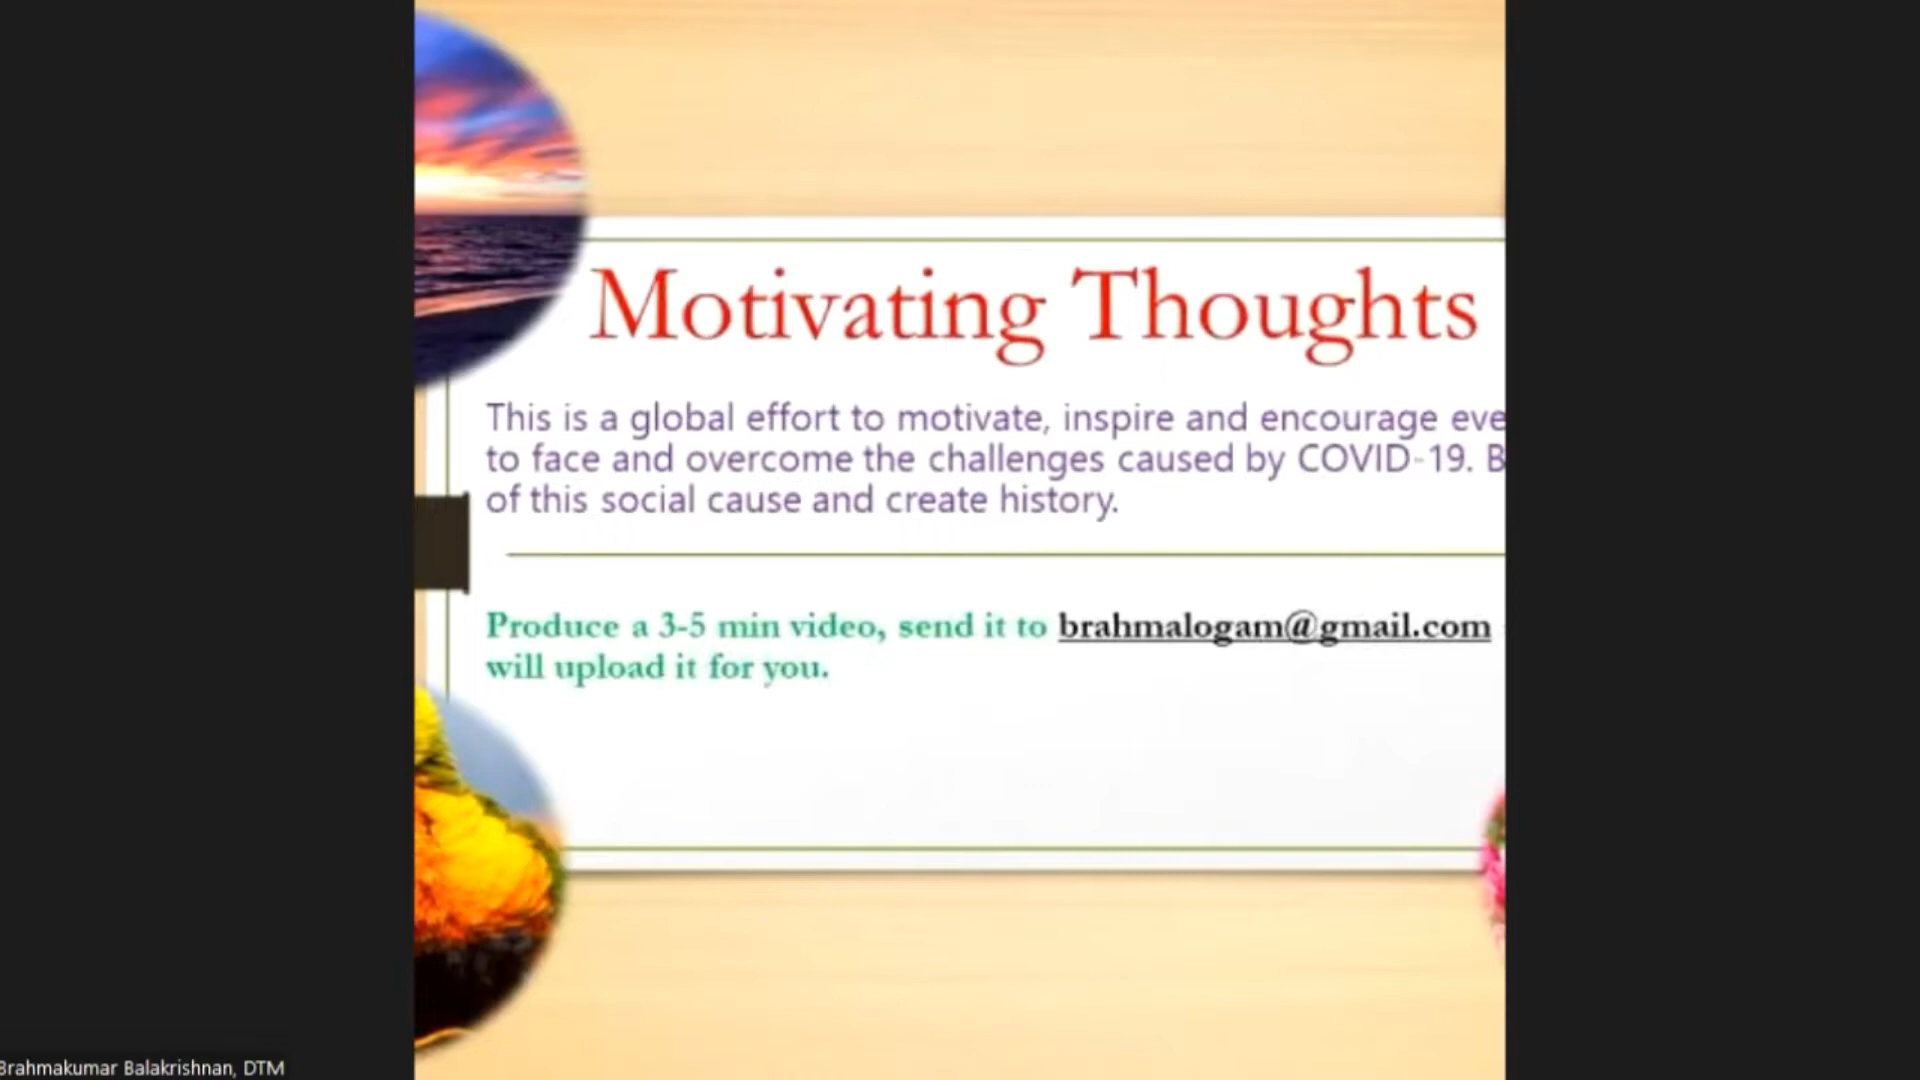 Motivating Thoughts
This is a global effort to motivate, inspire and encourage eve
to face and overcome the challenges caused by COVID-19. B
of this social cause and create history.
Produce a 3-5 min video, send it to brahmalogam@gmail.com
will upload it for you.
Brahmakumar Balakrishnan, DTM